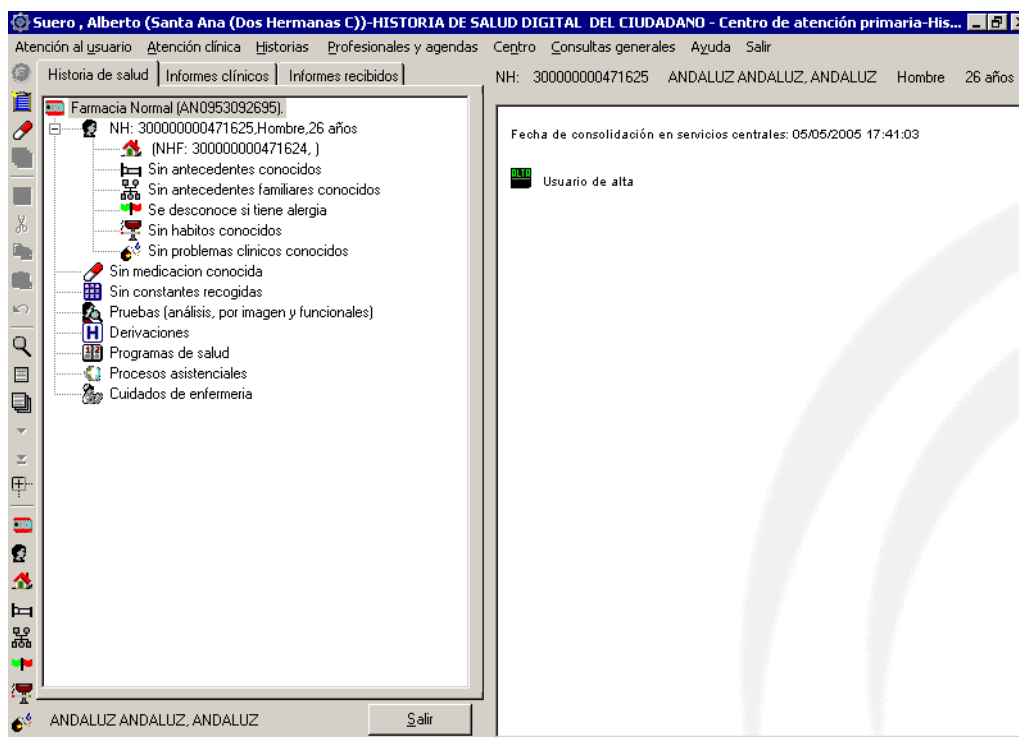 Suero , Alberto (Santa Ana (Dos Hermanas C))-HISTORIA DE SALUD DIGITAL DEL CIUDADANO - Centro de atención primaria-His...
Atención al usuario Atención clínica Historias Profesionales y agendas Centro Consultas generales Ayuda Salir
Historia de salud Informes clínicos Informes recibidos
NH: 300000000471625 ANDALUZ ANDALUZ, ANDALUZ Hombre 26 años
Farmacia Normal (AN0953092695).
NH: 300000000471625,Hombre,26 años
(NHF: 300000000471624, )
Sin antecedentes conocidos
Sin antecedentes familiares conocidos
Se desconoce si tiene alergia
Sin habitos conocidos
Sin problemas clinicos conocidos
Sin medicacion conocida
Sin constantes recogidas
Pruebas (análisis, por imagen y funcionales)
H Derivaciones
Programas de salud
Procesos asistenciales
Cuidados de enfermeria
Fecha de consolidación en servicios centrales: 05/05/2005 17:41:03
ALTA Usuario de alta
ANDALUZ ANDALUZ, ANDALUZ Salir